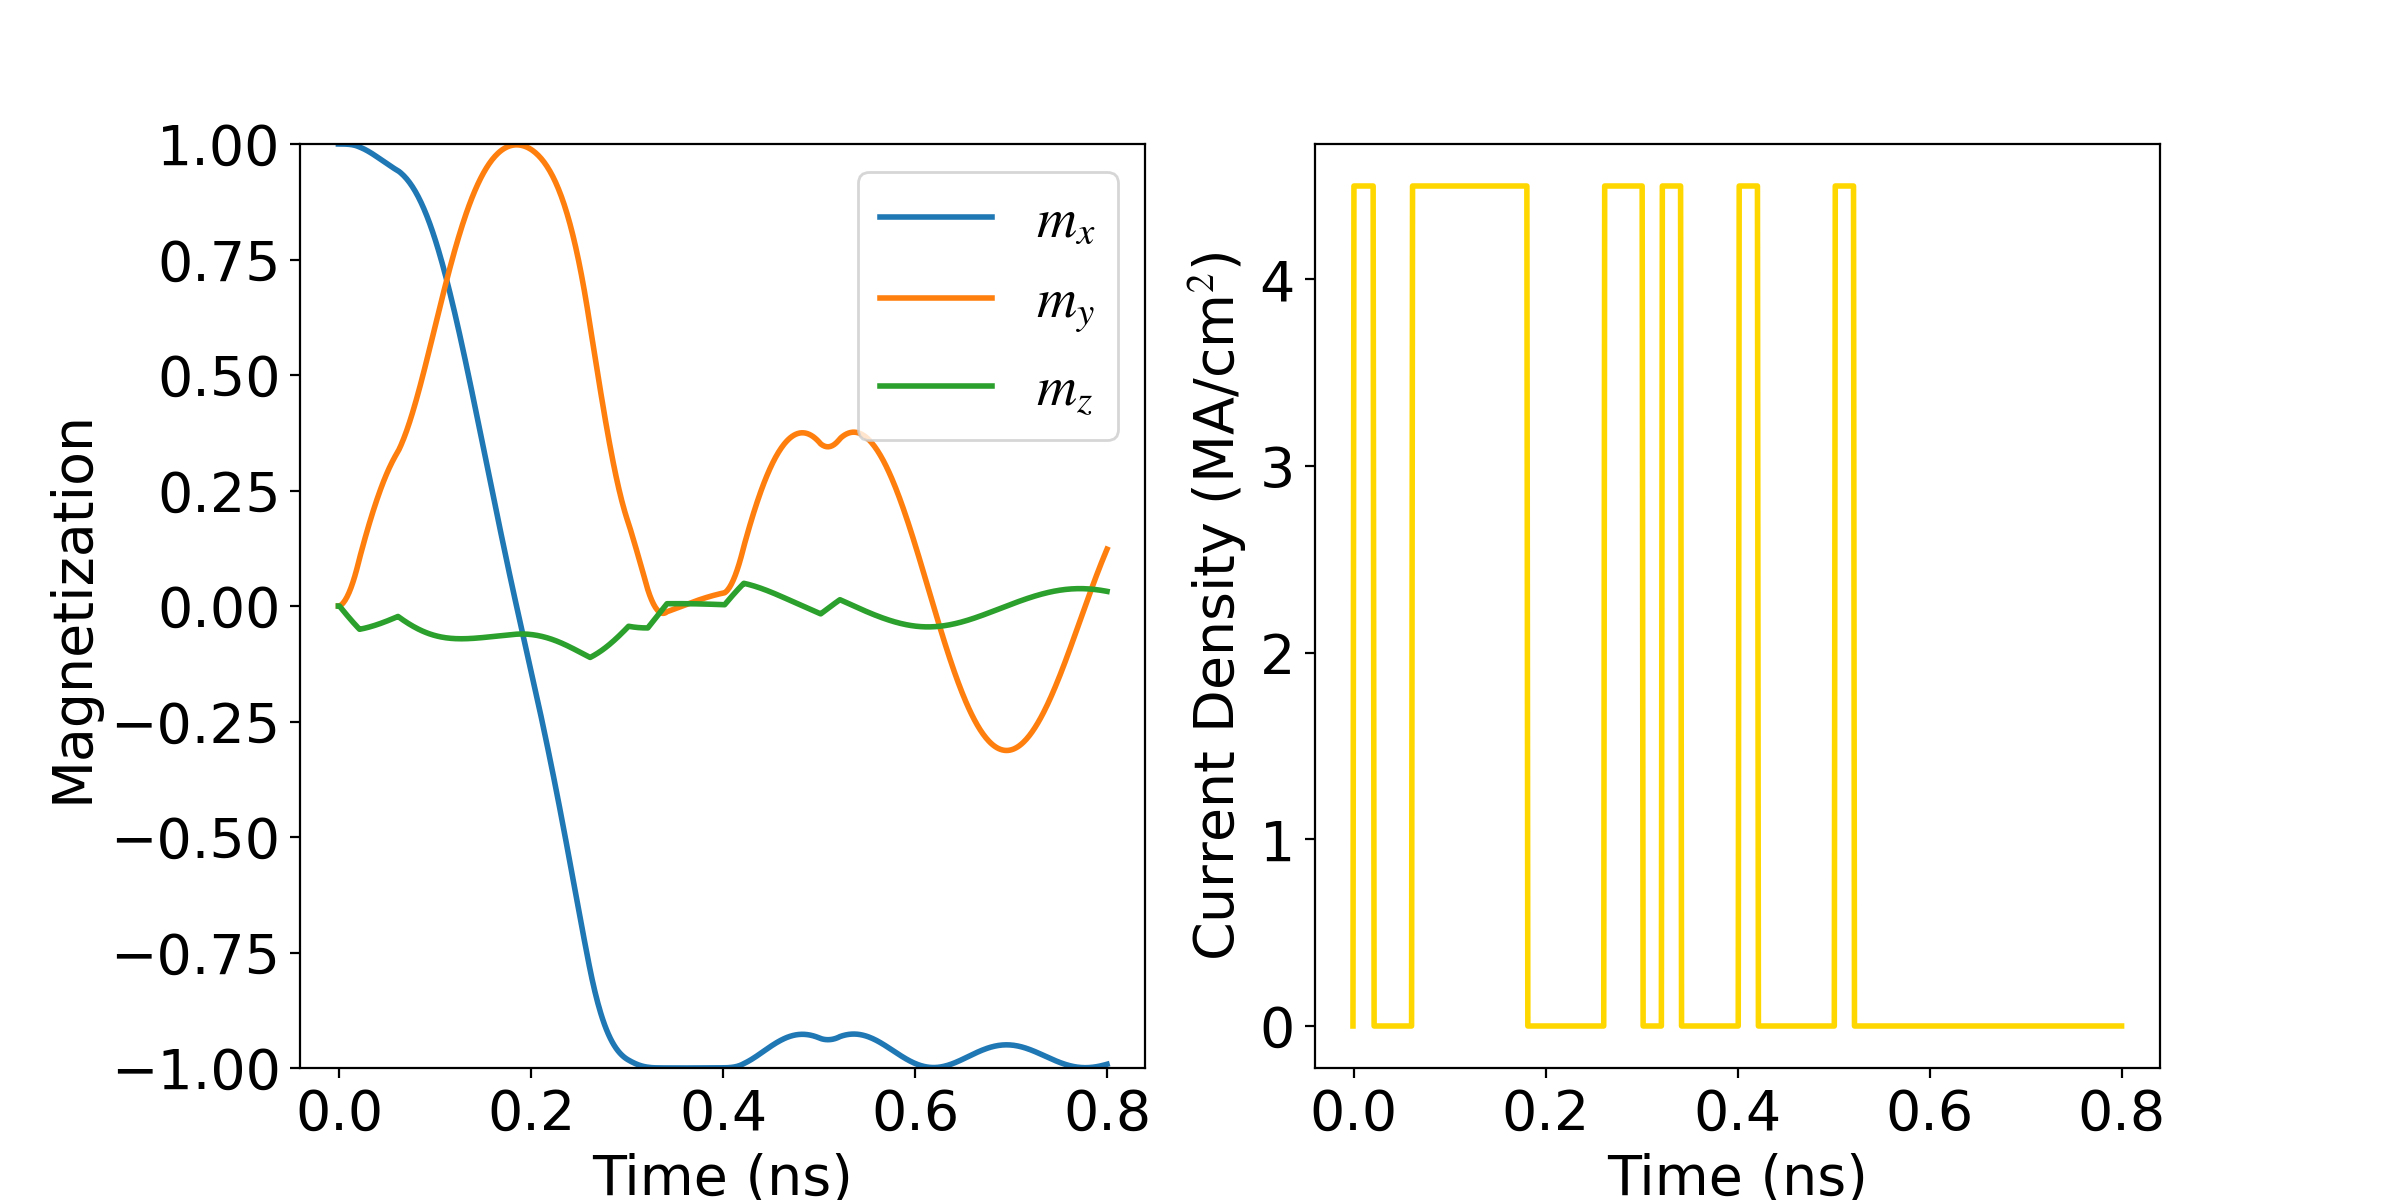 Magnetization
1.00
0.75
0.50
0.25
0.00
−0.25
−0.50
−0.75
−1.00
0.0 0.2 0.4 0.6 0.8
Time (ns)
m_x
m_y
m_z
Current Density (MA/cm²)
4
3
2
1
0
0.0 0.2 0.4 0.6 0.8
Time (ns)